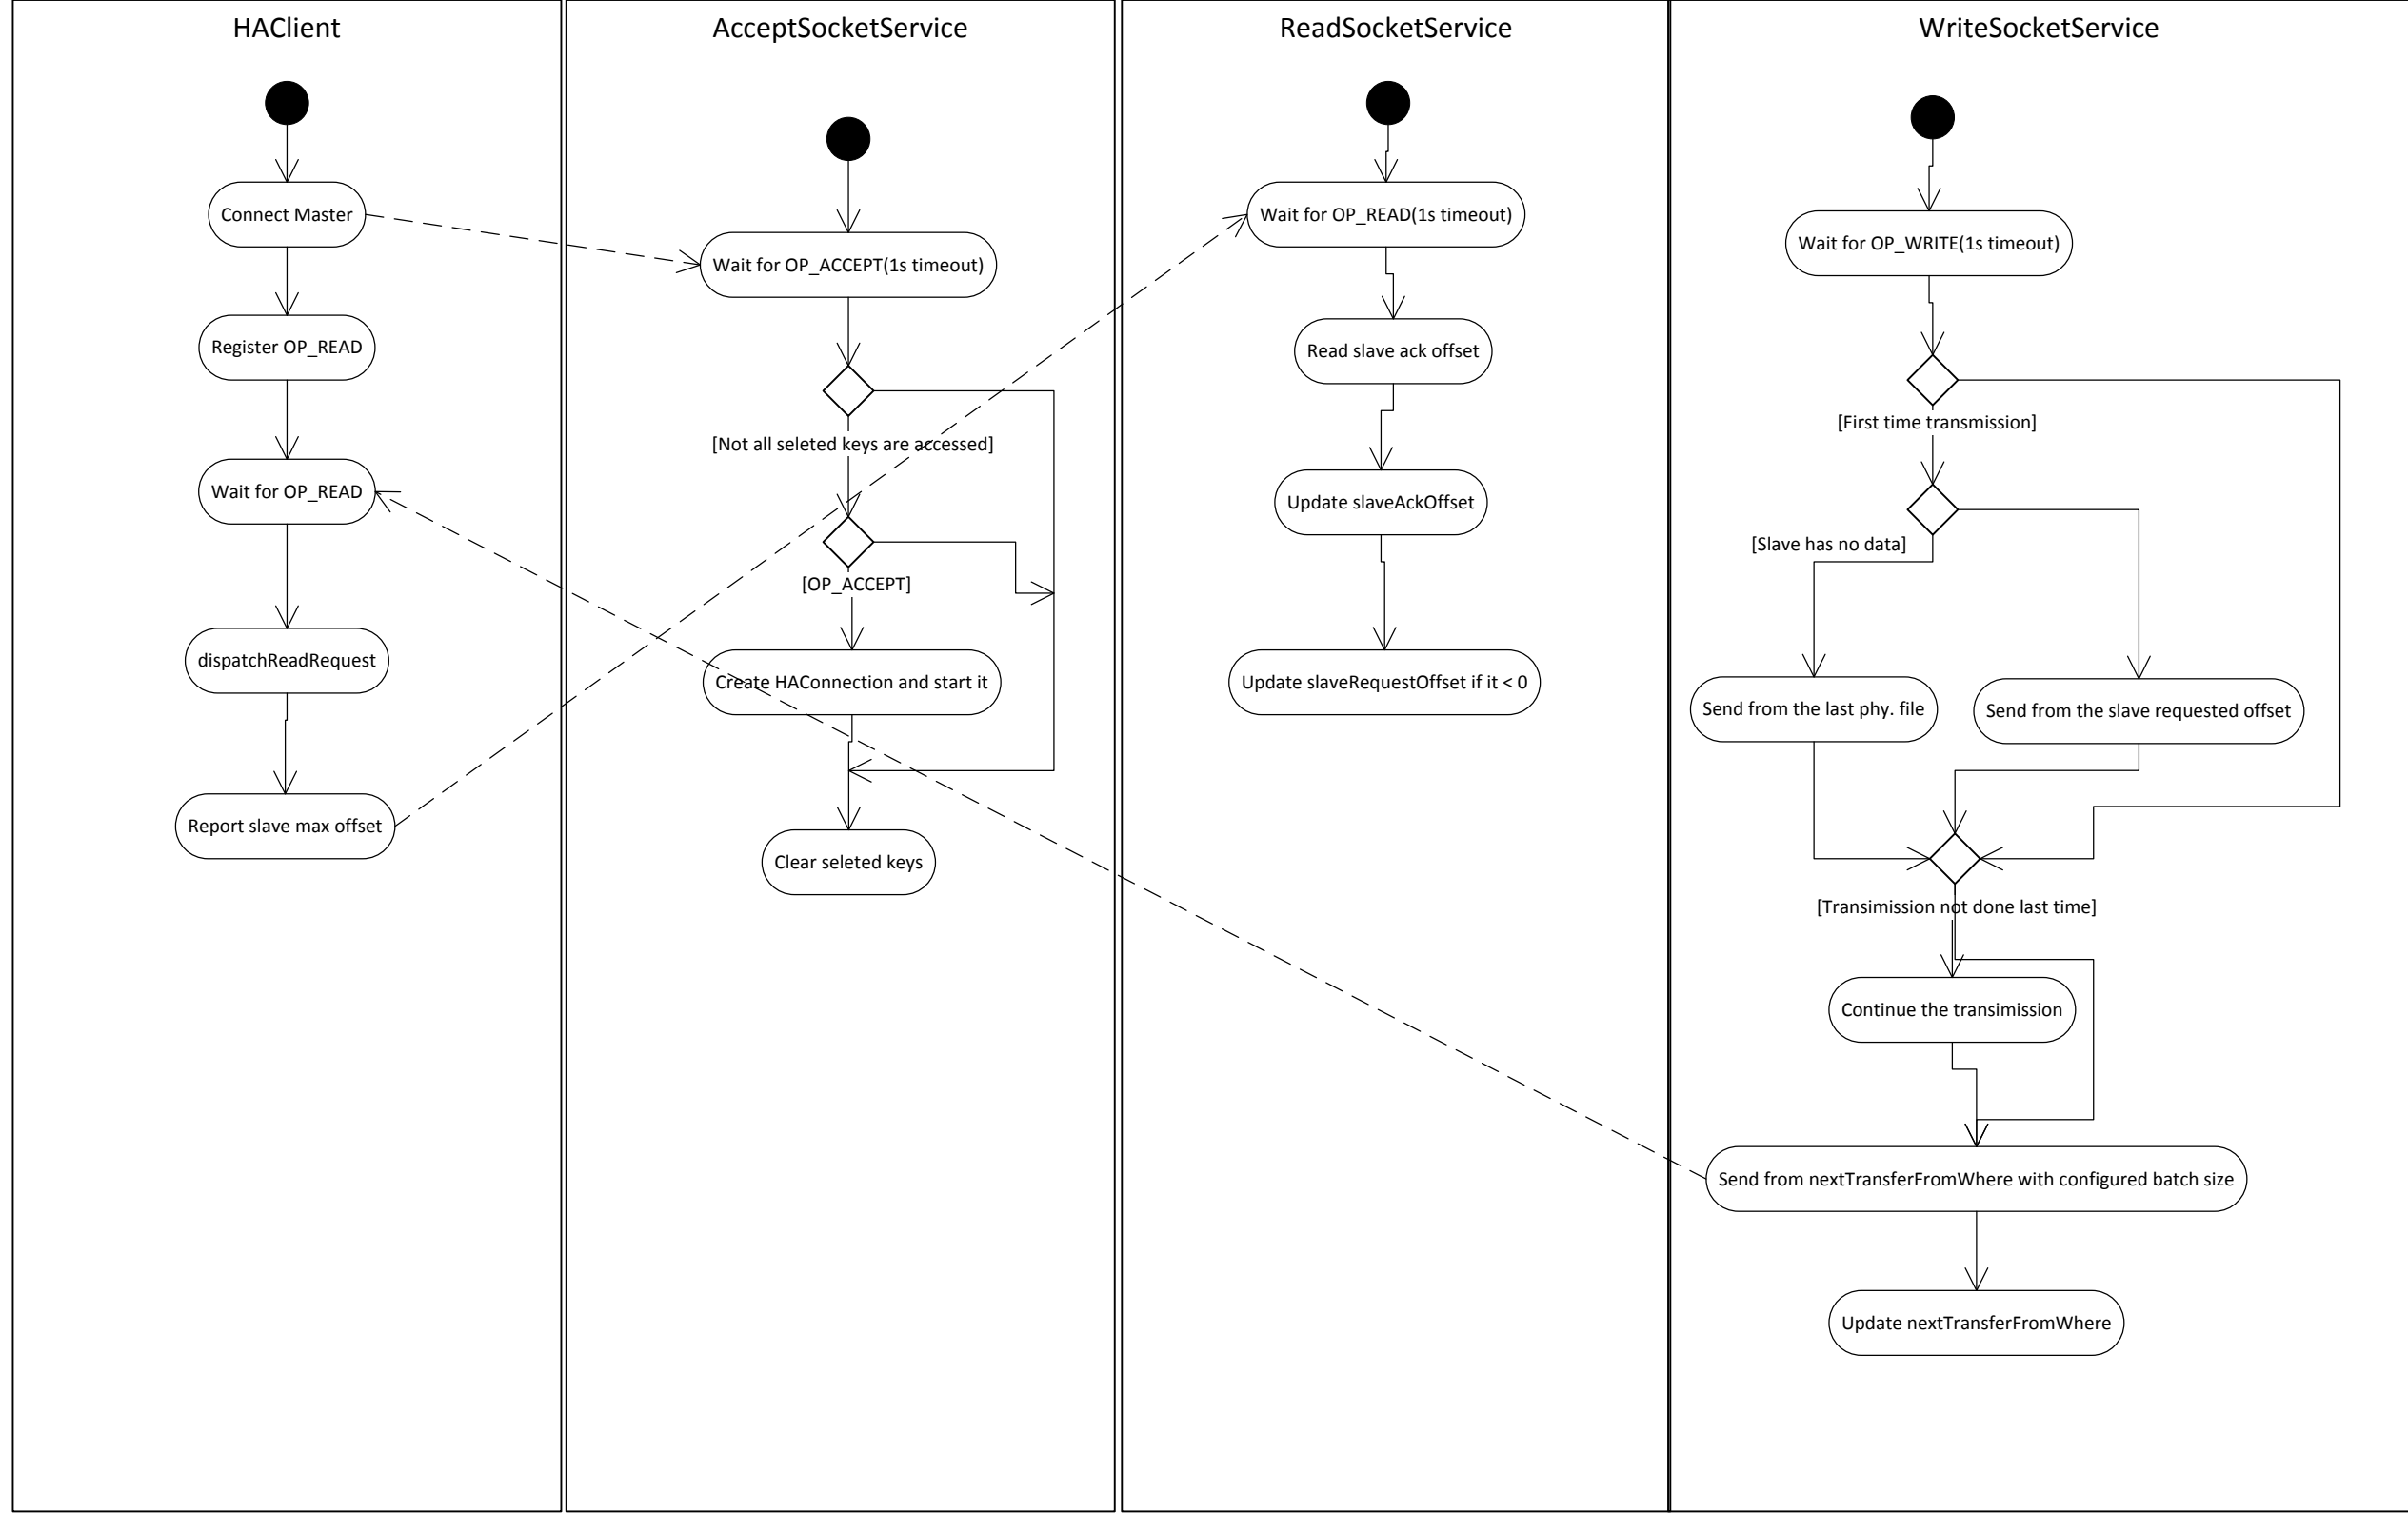 HAClient
Connect Master
Register OP_READ
Wait for OP_READ
dispatchReadRequest
Report slave max offset
AcceptSocketService
Wait for OP_ACCEPT(1s timeout)
[Not all seleted keys are accessed]
[OP_ACCEPT]
Create HAConnection and start it
Clear seleted keys
ReadSocketService
Wait for OP_READ(1s timeout)
Read slave ack offset
Update slaveAckOffset
Update slaveRequestOffset if it < 0
WriteSocketService
Wait for OP_WRITE(1s timeout)
[First time transmission]
[Slave has no data]
Send from the last phy. file
Send from the slave requested offset
[Transimission not done last time]
Continue the transimission
Send from nextTransferFromWhere with configured batch size
Update nextTransferFromWhere